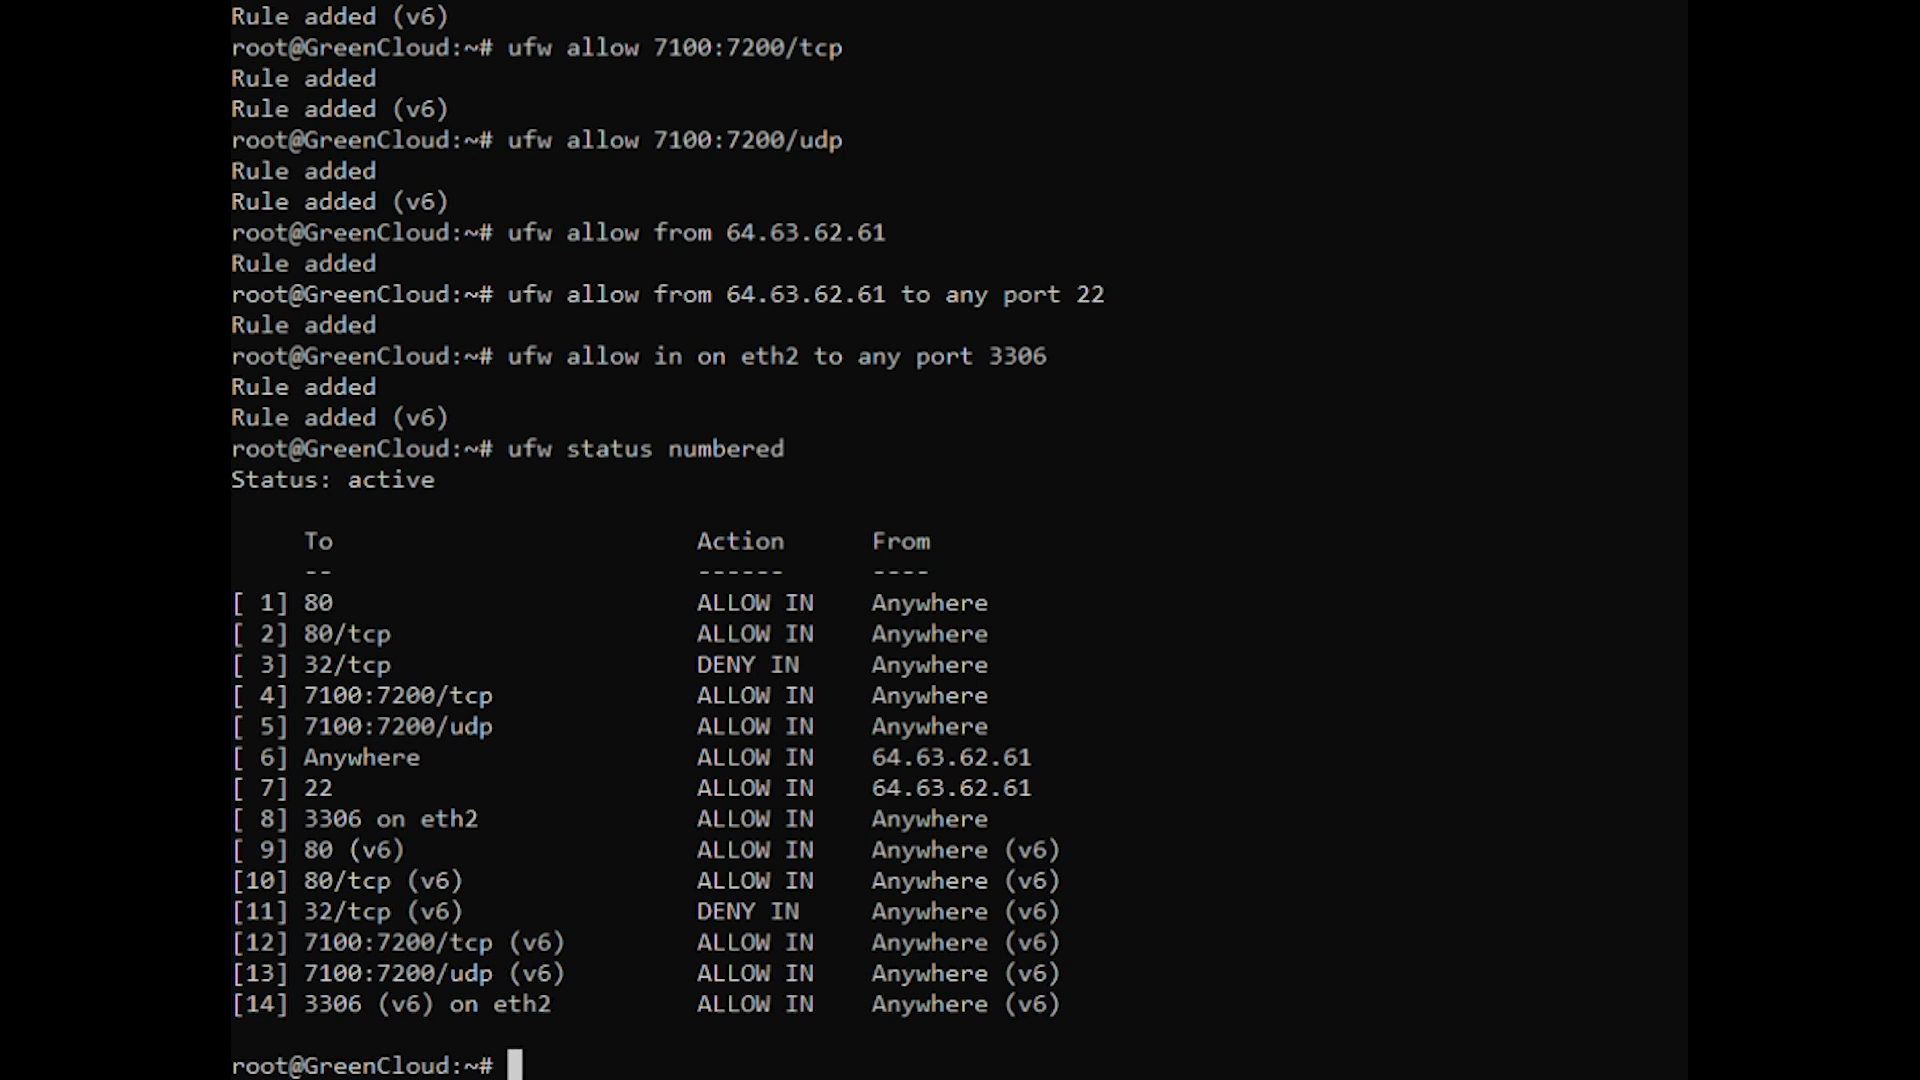 Rule added (v6)
root@GreenCloud:~# ufw allow 7100:7200/tcp
Rule added
Rule added (v6)
root@GreenCloud:~# ufw allow 7100:7200/udp
Rule added
Rule added (v6)
root@GreenCloud:~# ufw allow from 64.63.62.61
Rule added
root@GreenCloud:~# ufw allow from 64.63.62.61 to any port 22
Rule added
root@GreenCloud:~# ufw allow in on eth2 to any port 3306
Rule added
Rule added (v6)
root@GreenCloud:~# ufw status numbered
Status: active
     To                         Action      From
     --                         ------      ----
[ 1] 80                         ALLOW IN    Anywhere
[ 2] 80/tcp                     ALLOW IN    Anywhere
[ 3] 32/tcp                     DENY IN     Anywhere
[ 4] 7100:7200/tcp              ALLOW IN    Anywhere
[ 5] 7100:7200/udp              ALLOW IN    Anywhere
[ 6] Anywhere                   ALLOW IN    64.63.62.61
[ 7] 22                         ALLOW IN    64.63.62.61
[ 8] 3306 on eth2               ALLOW IN    Anywhere
[ 9] 80 (v6)                    ALLOW IN    Anywhere (v6)
[10] 80/tcp (v6)                ALLOW IN    Anywhere (v6)
[11] 32/tcp (v6)                DENY IN     Anywhere (v6)
[12] 7100:7200/tcp (v6)         ALLOW IN    Anywhere (v6)
[13] 7100:7200/udp (v6)         ALLOW IN    Anywhere (v6)
[14] 3306 (v6) on eth2          ALLOW IN    Anywhere (v6)
root@GreenCloud:~#